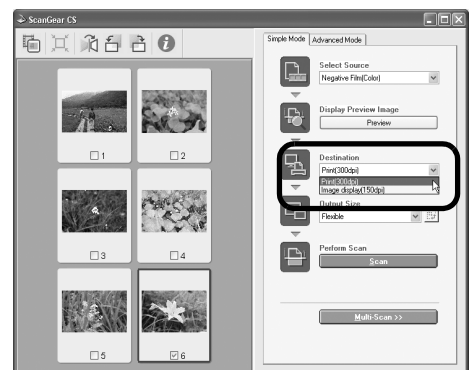 ScanGear CS
Simple Mode Advanced Mode
Select Source
Negative Film(Color)
Display Preview Image
Preview
Destination
Print(300dpi)
Print(300dpi)
Image display(150dpi)
Output Size
Flexible
Perform Scan
Scan
Multi-Scan >>
1 2
3 4
5 6